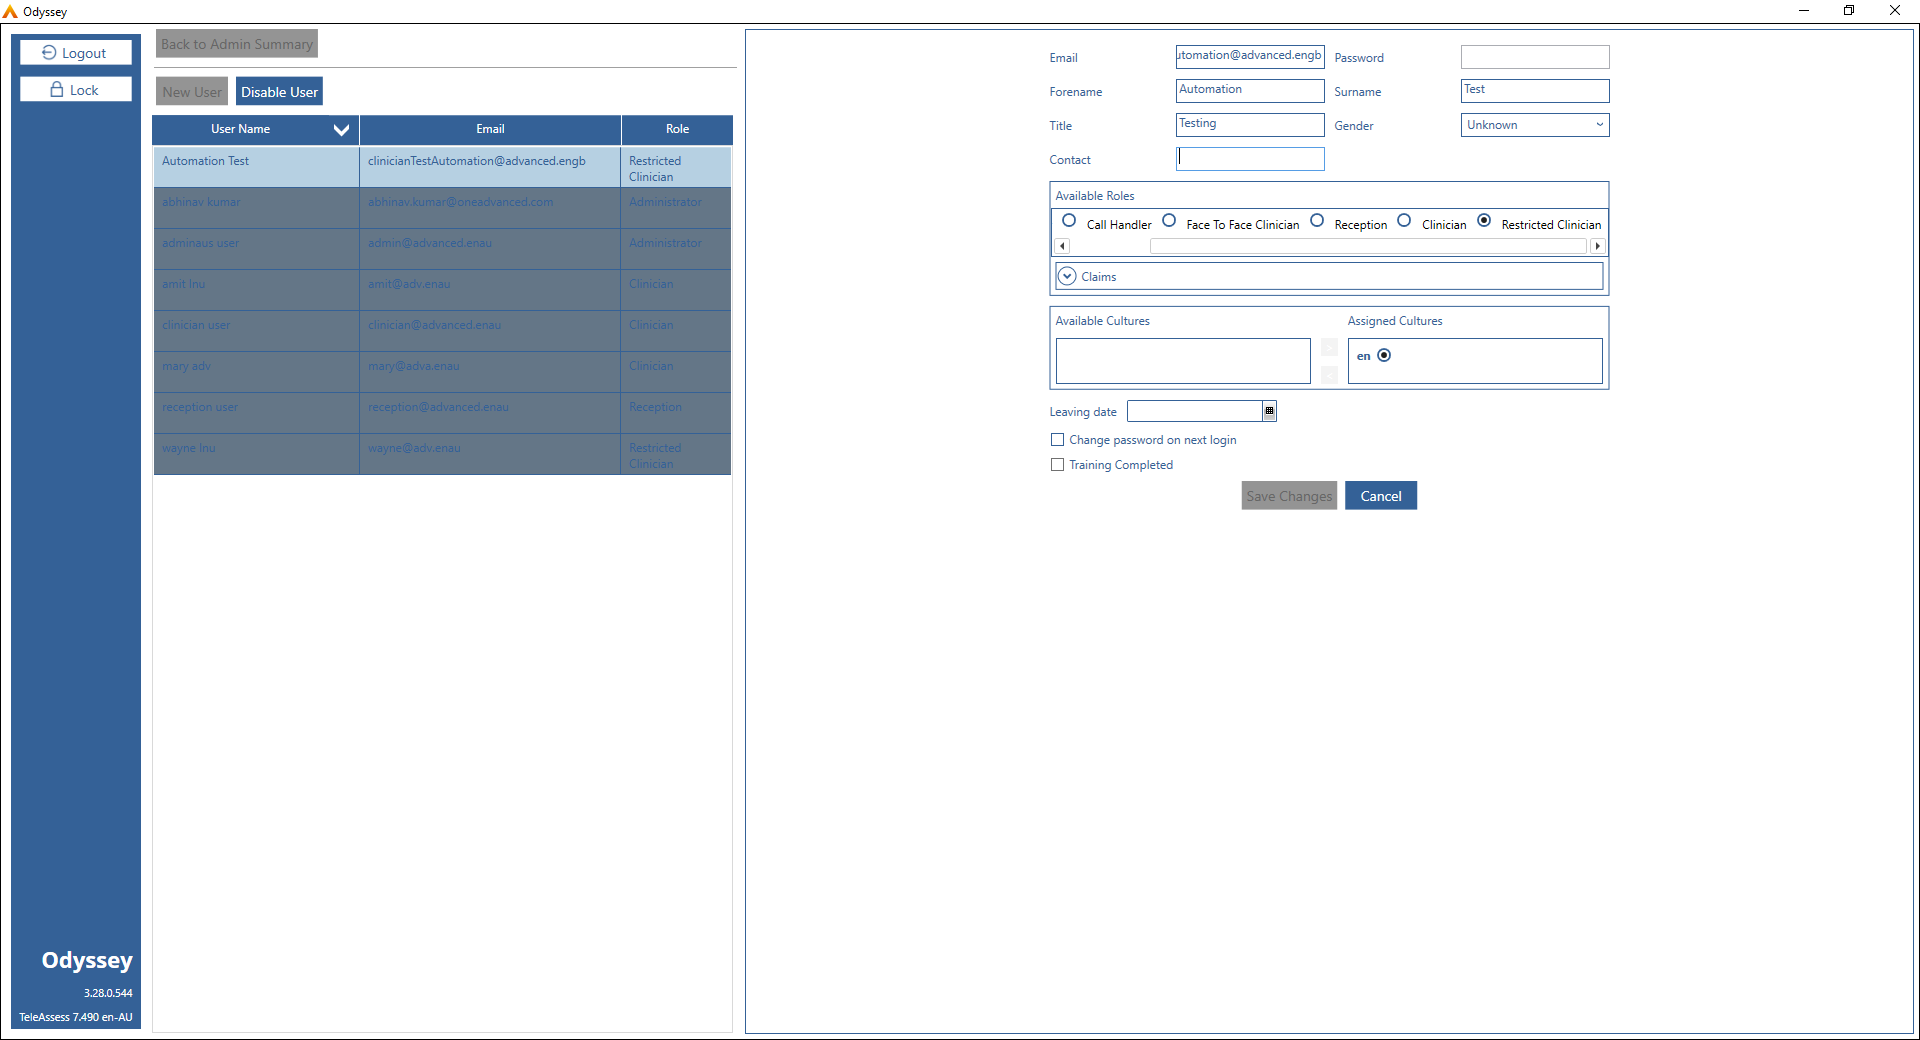 Odyssey
Logout
Lock
Back to Admin Summary
New User
Disable User
User Name Email Role
Automation Test clinicianTestAutomation@advanced.engb Restricted Clinician
abhinav kumar abhinav.kumar@oneadvanced.com Administrator
adminaus user admin@advanced.enau Administrator
amit lnu amit@adv.enau Clinician
clinician user clinician@advanced.enau Clinician
mary adv mary@adva.enau Clinician
reception user reception@advanced.enau Reception
wayne lnu wayne@adv.enau Restricted Clinician
Odyssey
3.28.0.544
TeleAssess 7.490 en-AU
Email utomation@advanced.engb Password
Forename Automation Surname Test
Title Testing Gender Unknown
Contact
Available Roles
Call Handler Face To Face Clinician Reception Clinician Restricted Clinician
Claims
Available Cultures Assigned Cultures
en
Leaving date
Change password on next login
Training Completed
Save Changes Cancel